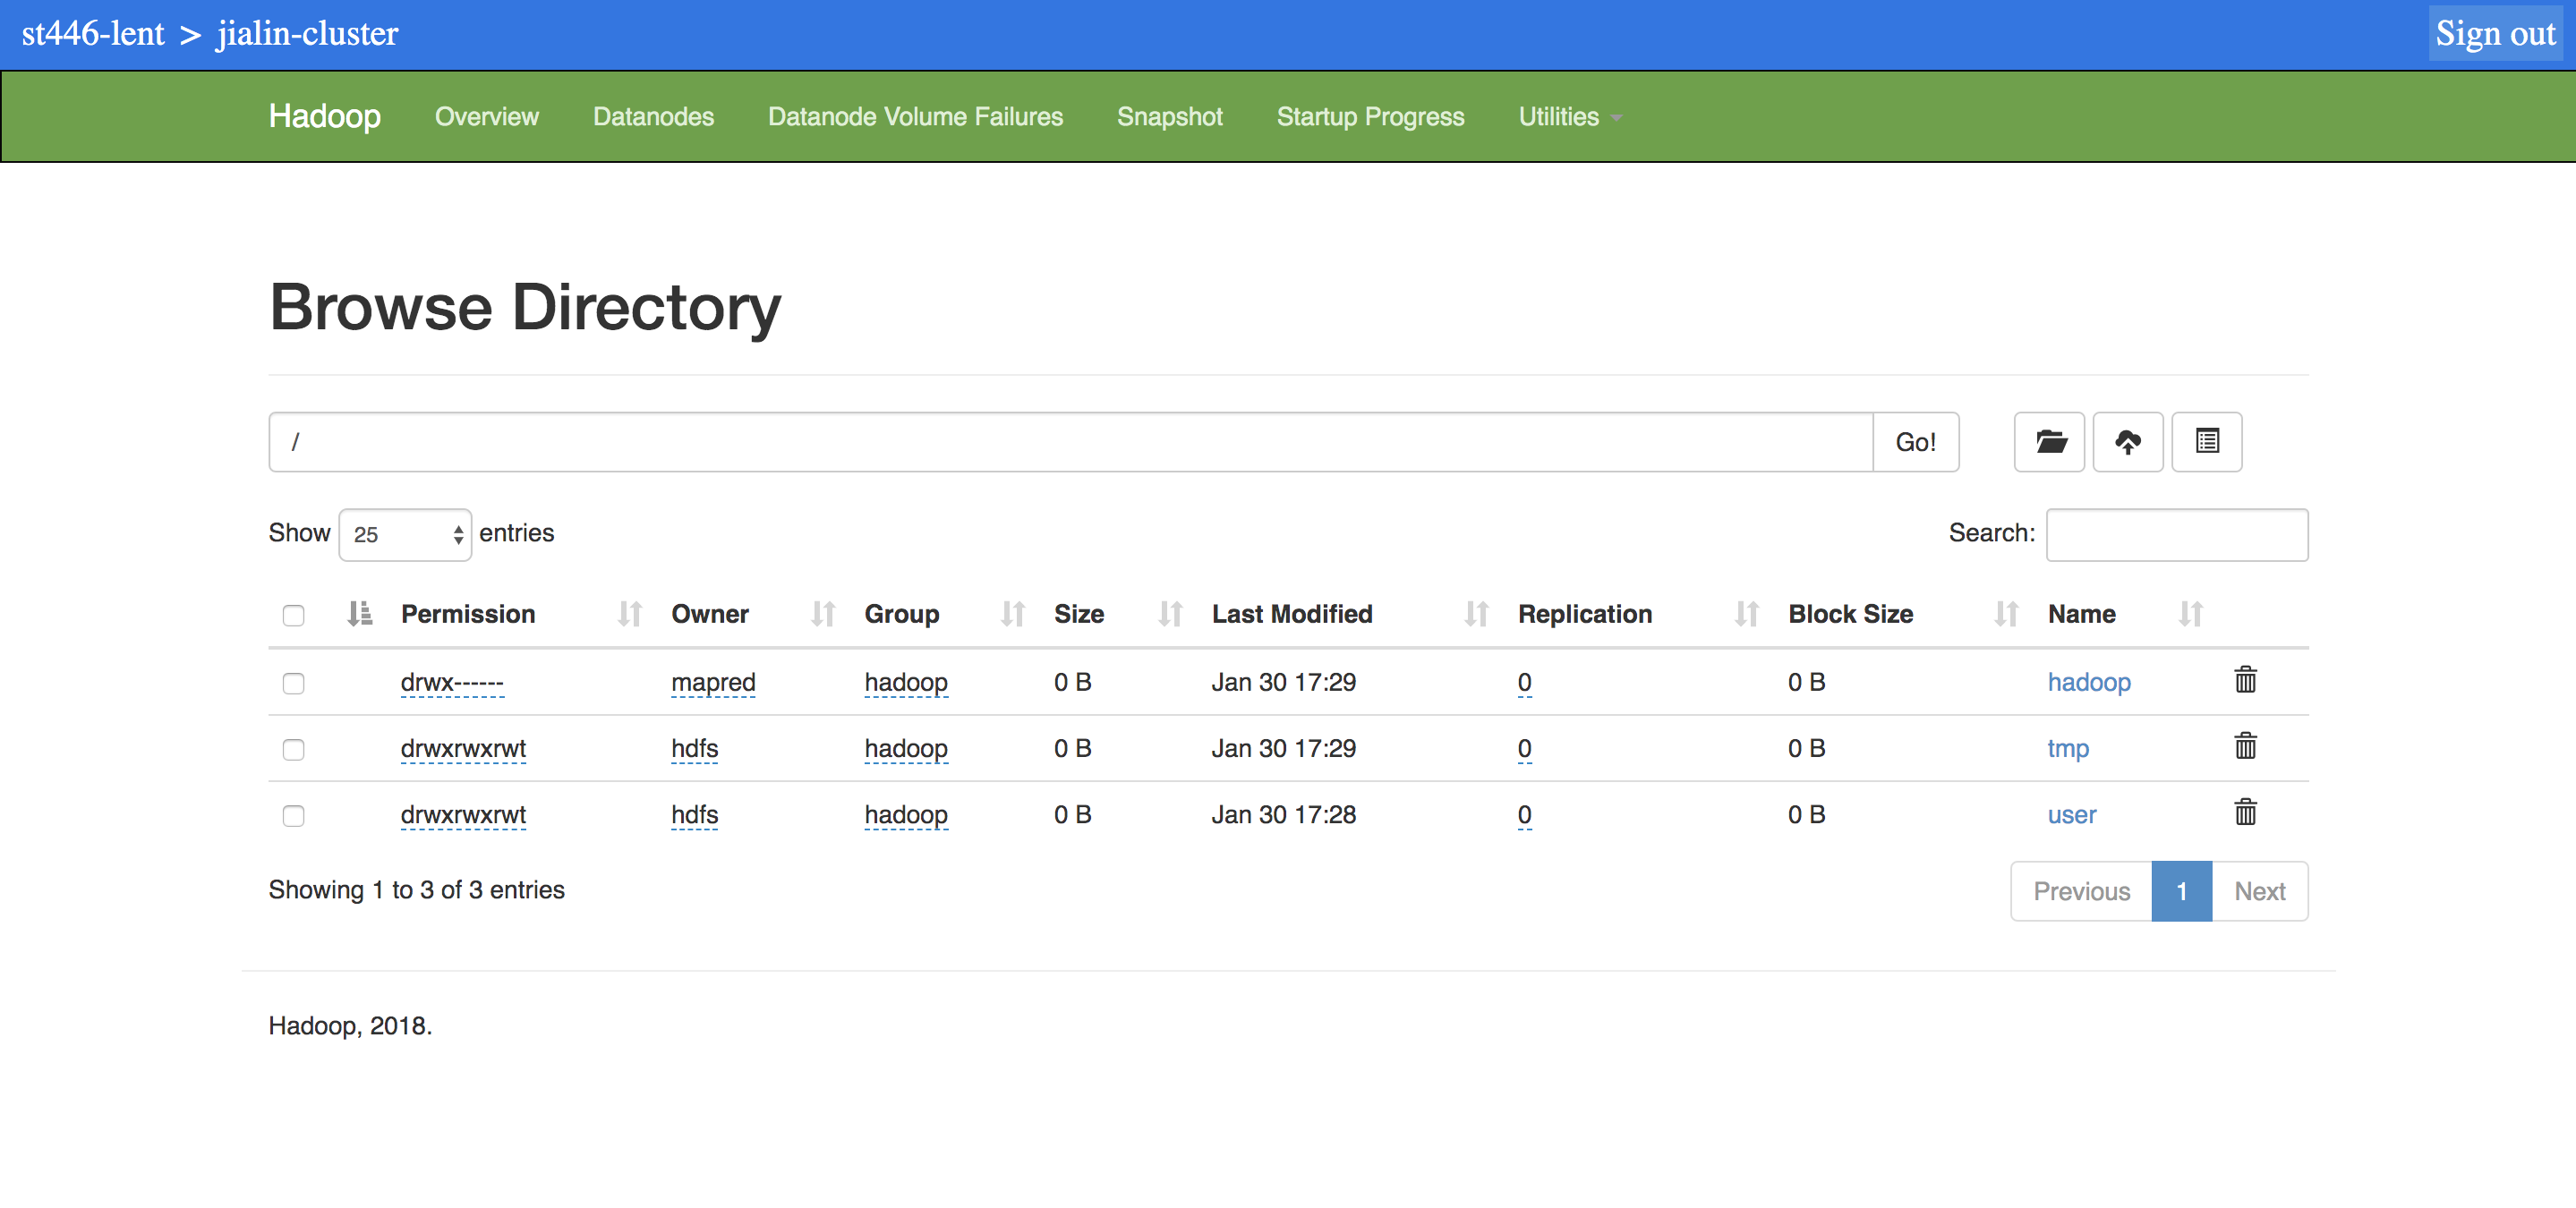 st446-lent > jialin-cluster Sign out
Hadoop Overview Datanodes Datanode Volume Failures Snapshot Startup Progress Utilities
Browse Directory
/ Go!
Show 25 entries Search:
Permission Owner Group Size Last Modified Replication Block Size Name
drwx------ mapred hadoop 0 B Jan 30 17:29 0 0 B hadoop
drwxrwxrwt hdfs hadoop 0 B Jan 30 17:29 0 0 B tmp
drwxrwxrwt hdfs hadoop 0 B Jan 30 17:28 0 0 B user
Showing 1 to 3 of 3 entries Previous 1 Next
Hadoop, 2018.